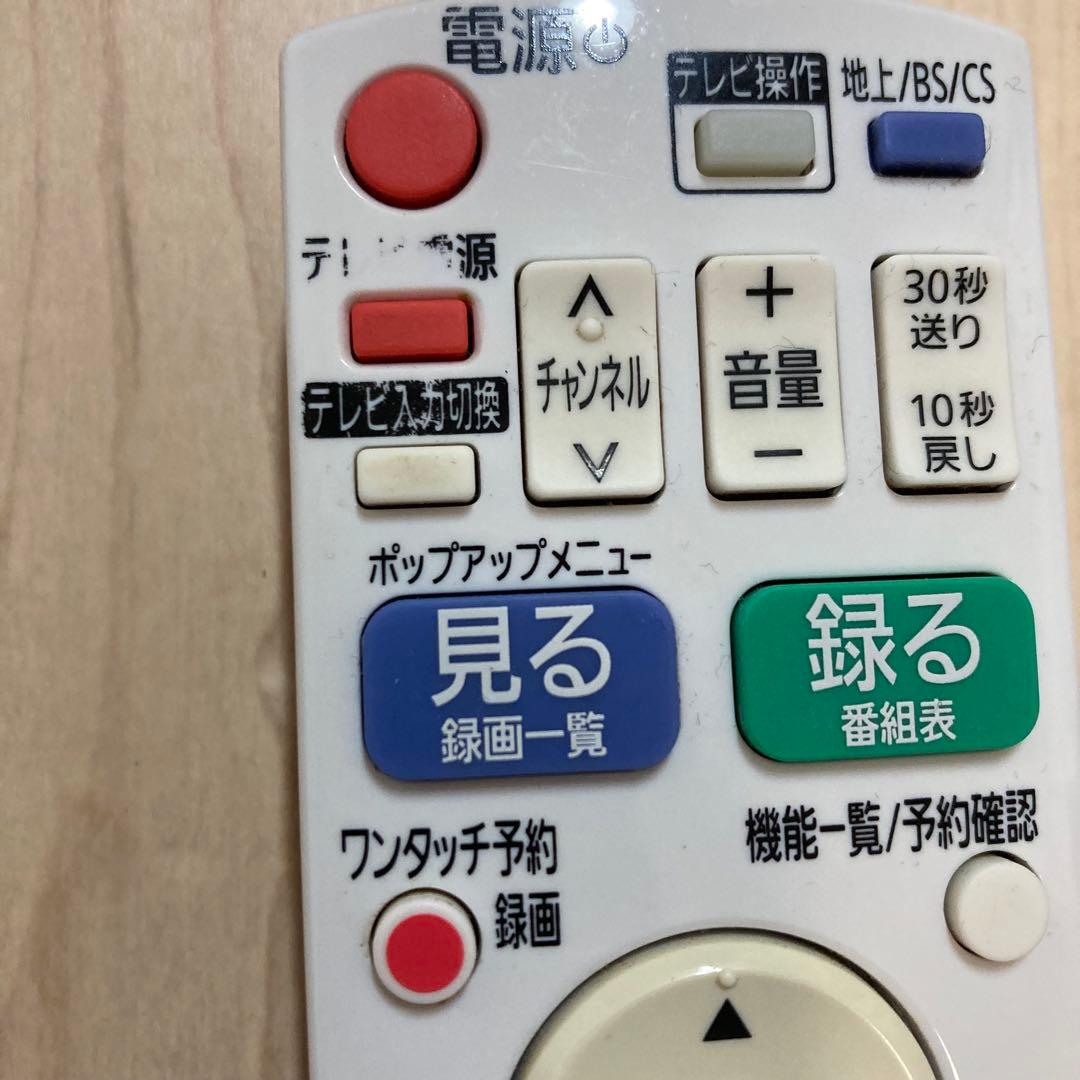 電源
テレビ操作
地上/BS/CS
電源
テレビ入力切換
チャンネル
+
音量
−
30秒
送り
10秒
戻し
ポップアップメニュー
見る
録画一覧
録る
番組表
ワンタッチ予約
録画
機能一覧/予約確認